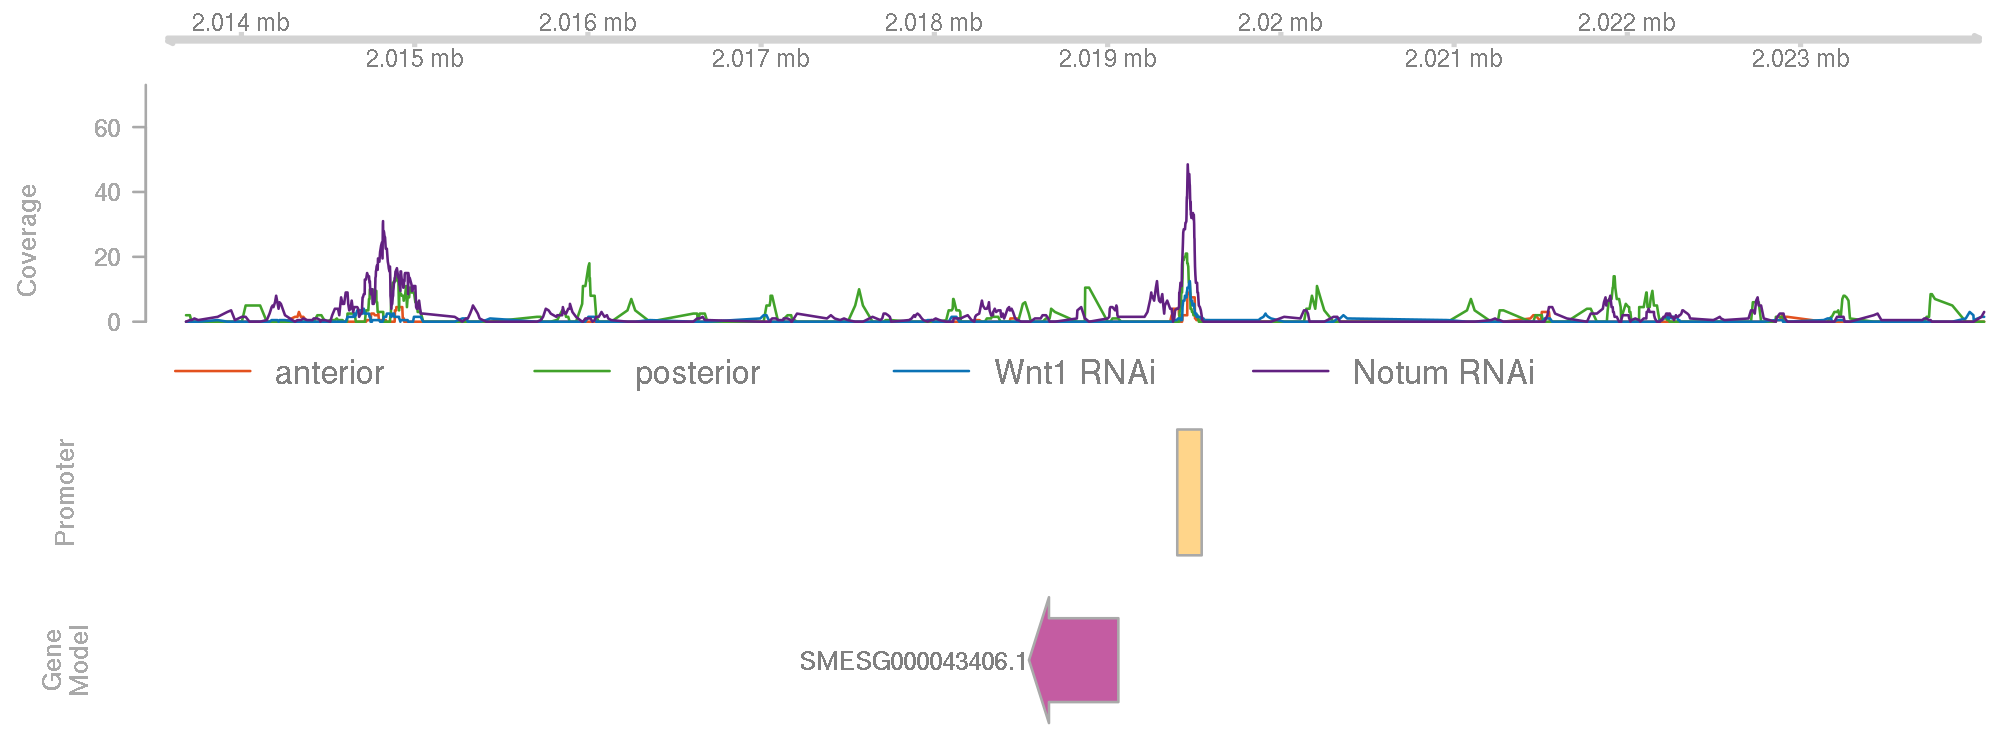 2.014 mb 2.016 mb 2.018 mb 2.02 mb 2.022 mb
2.015 mb 2.017 mb 2.019 mb 2.021 mb 2.023 mb
Coverage
60
40
20
0
anterior posterior Wnt1 RNAi Notum RNAi
Promoter
Gene
Model
SMESG000043406.1